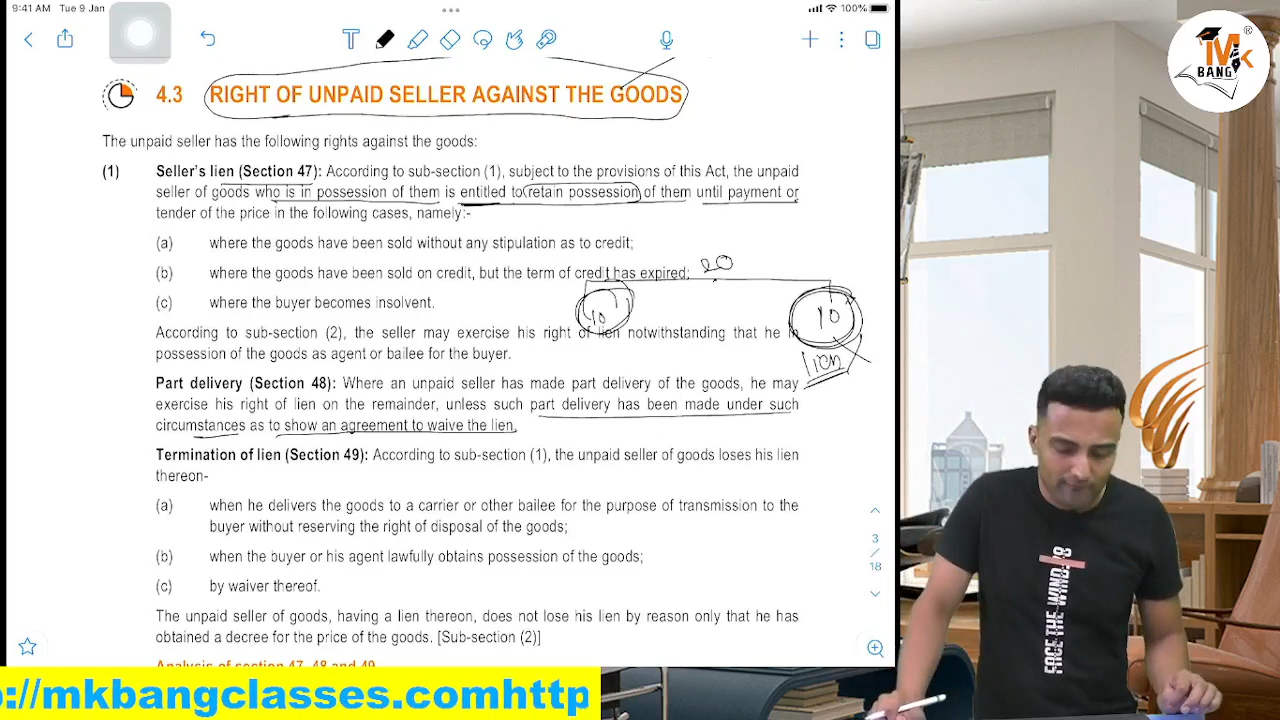 9:41 AM Tue 9 Jan
100%
4.3 RIGHT OF UNPAID SELLER AGAINST THE GOODS
The unpaid seller has the following rights against the goods:
(1) Seller's lien (Section 47): According to sub-section (1), subject to the provisions of this Act, the unpaid
seller of goods who is in possession of them is entitled to retain possession of them until payment or
tender of the price in the following cases, namely:-
(a) where the goods have been sold without any stipulation as to credit;
(b) where the goods have been sold on credit, but the term of credit has expired;
20
(c) where the buyer becomes insolvent.
10
10
According to sub-section (2), the seller may exercise his right of lien notwithstanding that he in
possession of the goods as agent or bailee for the buyer.
lien
Part delivery (Section 48): Where an unpaid seller has made part delivery of the goods, he may
exercise his right of lien on the remainder, unless such part delivery has been made under such
circumstances as to show an agreement to waive the lien.
Termination of lien (Section 49): According to sub-section (1), the unpaid seller of goods loses his lien
thereon-
(a) when he delivers the goods to a carrier or other bailee for the purpose of transmission to the
buyer without reserving the right of disposal of the goods;
(b) when the buyer or his agent lawfully obtains possession of the goods;
(c) by waiver thereof.
The unpaid seller of goods, having a lien thereon, does not lose his lien by reason only that he has
obtained a decree for the price of the goods. [Sub-section (2)]
Analysis of section 47, 48 and 49
3
/
18
://mkbangclasses.comhttp
MK
BANG
®
FACE THE WIND.98